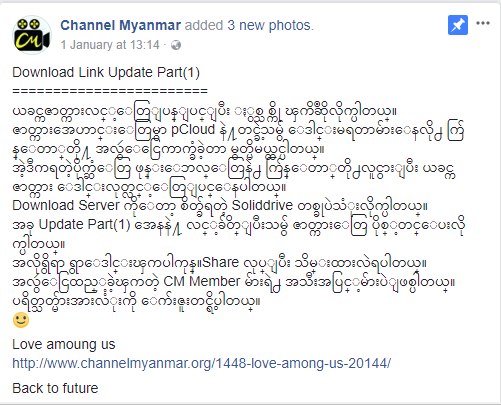 Channel Myanmar added 3 new photos.
1 January at 13:14
Download Link Update Part(1)
========================
ယခင္ဇာတ္ကားလင့္ေတြျပန္ျပင္ျပီး ႏွစ္သစ္ကို ၾကိဳဆိုလိုက္ပါတယ္။
ဇာတ္ကားအေဟာင္းေတြမွာ pCloud နဲ႔တင္ခဲ့သမွ် ေဒါင္းမရတာမ်ားေနလို႔ ကြ်
န္ေတာ္တို႔ အလွဴေငြေကာက္ခံခဲ့တာ မွတ္မိမယ္ထင္ပါတယ္။
အဲ့ဒီကရတဲ့ပိုက္ဆံေတြ ဖုန္းေဘလ္ေတြနဲ႔ ကြ်န္ေတာ္တို႔လူငွားျပီး ယခင္က
ဇာတ္ကား ေဒါင္းလုတ္လင့္ေတြျပင္ေနပါတယ္။
Download Server ကိုေတာ့ စိတ္ခ်ရတဲ့ Soliddrive တစ္ခုပဲသံုးလိုက္ပါတယ္။
အခု Update Part(1) အေနနဲ႔ လင့္ခ်ိတ္ျပီးသမွ် ဇာတ္ကားေတြ ပို႔စ္တင္ေပးလို
က္ပါတယ္။
အလိုရွိရာ ရွာေဒါင္းၾကပါကုန္။Share လုပ္ျပီး သိမ္းထားလဲရပါတယ္။
အလွဴေငြထည့္ခဲ့ၾကတဲ့ CM Member မ်ားရဲ႕ အသီးအပြင့္မ်ားပဲျဖစ္ပါတယ္။
ပရိတ္သတ္မ်ားအားလံုးကို ေက်းဇူးတင္ရွိပါတယ္။
Love amoung us
http://www.channelmyanmar.org/1448-love-among-us-20144/
Back to future